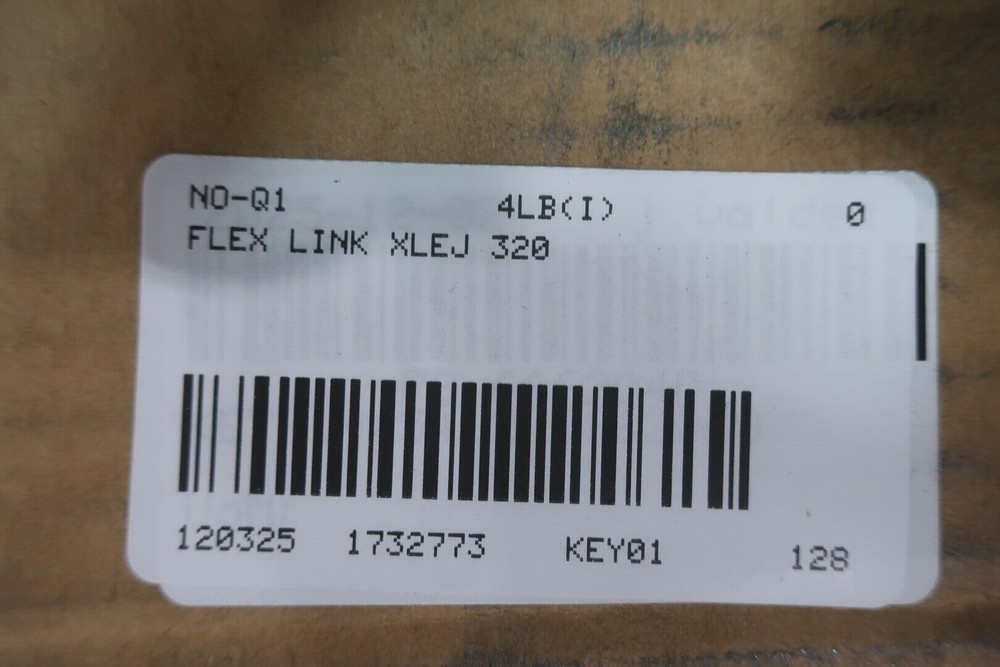 NO-Q1 4LB(I) 0
FLEX LINK XLEJ 320
120325 1732773 KEY01 128